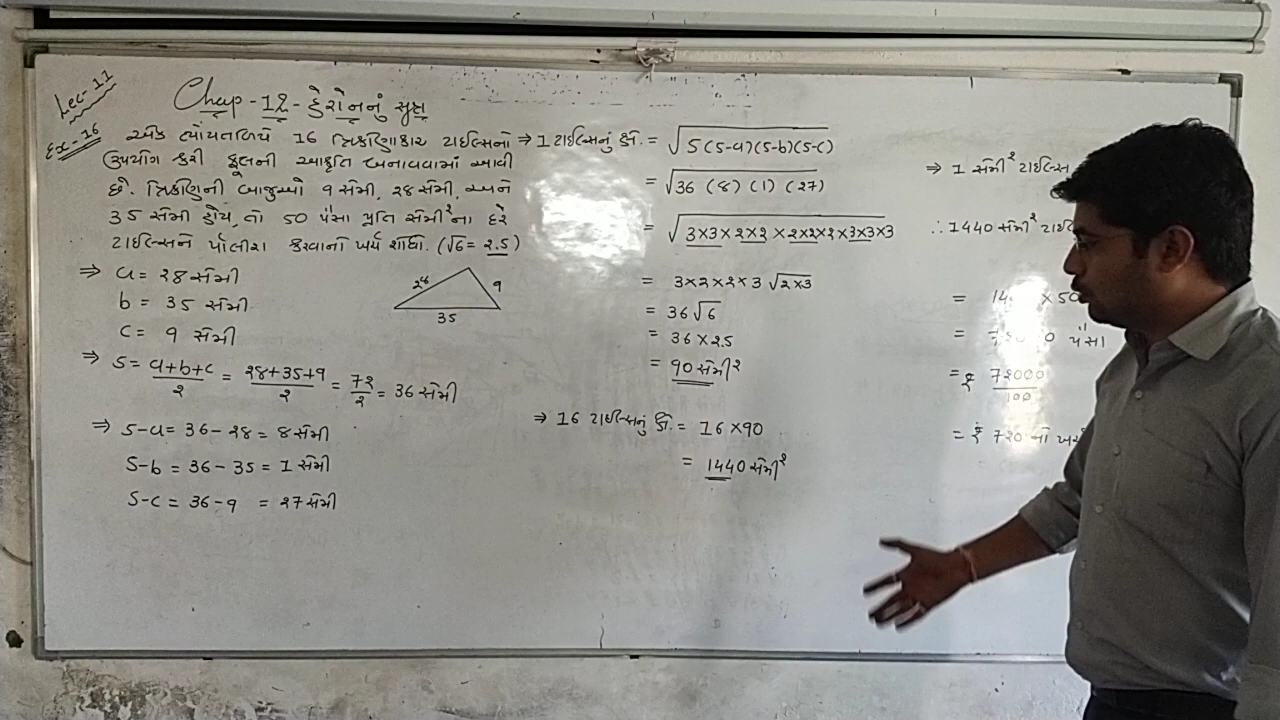 Lec-11
Chap-12-હેરોનનું સૂત્ર
Ex-16
એક ભોંયતળિયે 16 ત્રિકોણાકાર ટાઈલ્સનો
ઉપયોગ કરી ફૂલની આકૃતિ બનાવવામાં આવી
છે. ત્રિકોણની બાજુઓ 9 સેમી, 28 સેમી, અને
35 સેમી હોય, તો 50 પૈસા પ્રતિ સેમી² ના દરે
ટાઈલ્સને પોલીશ કરવાનો ખર્ચ શોધો. (√6 = 2.5)
⇒ a = 28 સેમી
b = 35 સેમી
c = 9 સેમી
28 9
35
⇒ S = a+b+c/2 = 28+35+9/2 = 72/2 = 36 સેમી
⇒ S-a = 36-28 = 8 સેમી
S-b = 36-35 = 1 સેમી
S-c = 36-9 = 27 સેમી
⇒ 1 ટાઈલ્સનું ક્ષે. = √S(S-a)(S-b)(S-c)
= √36 (8) (1) (27)
= √3×3×2×2×2×2×2×3×3×3
= 3×2×2×3 √2×3
= 36√6
= 36×2.5
= 90 સેમી²
⇒ 16 ટાઈલ્સનું ક્ષે. = 16×90
= 1440 સેમી²
⇒ 1 સેમી² ટાઈલ્સ
∴ 1440 સેમી²
= × 50
= પૈસા
= ₹ 72000/100
= ₹ 720 નો